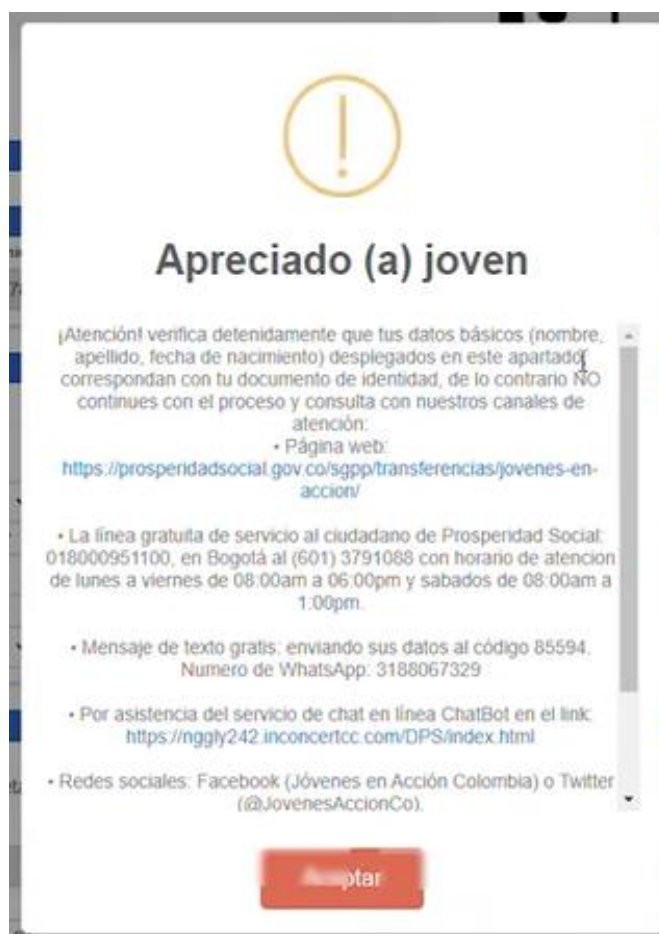 Apreciado (a) joven
¡Atención! verifica detenidamente que tus datos básicos (nombre,
apellido, fecha de nacimiento) desplegados en este apartado,
correspondan con tu documento de identidad, de lo contrario NO
continues con el proceso y consulta con nuestros canales de
atención:
• Página web:
https://prosperidadsocial.gov.co/sgpp/transferencias/jovenes-en-
accion/
• La línea gratuita de servicio al ciudadano de Prosperidad Social:
018000951100, en Bogotá al (601) 3791088 con horario de atencion
de lunes a viernes de 08:00am a 06:00pm y sabados de 08:00am a
1:00pm.
• Mensaje de texto gratis: enviando sus datos al código 85594,
Numero de WhatsApp: 3188067329
• Por asistencia del servicio de chat en línea ChatBot en el link:
https://nggly242.inconcertcc.com/DPS/index.html
• Redes sociales: Facebook (Jóvenes en Acción Colombia) o Twitter
(@JovenesAccionCo).
Aceptar